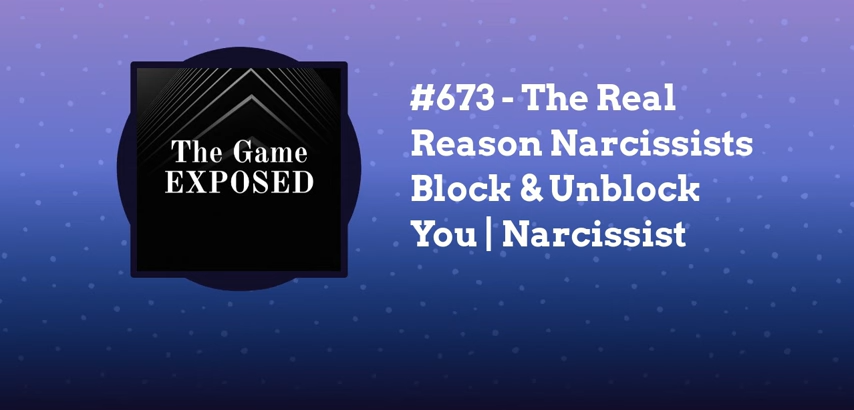 The Game
EXPOSED
#673 - The Real
Reason Narcissists
Block & Unblock
You | Narcissist